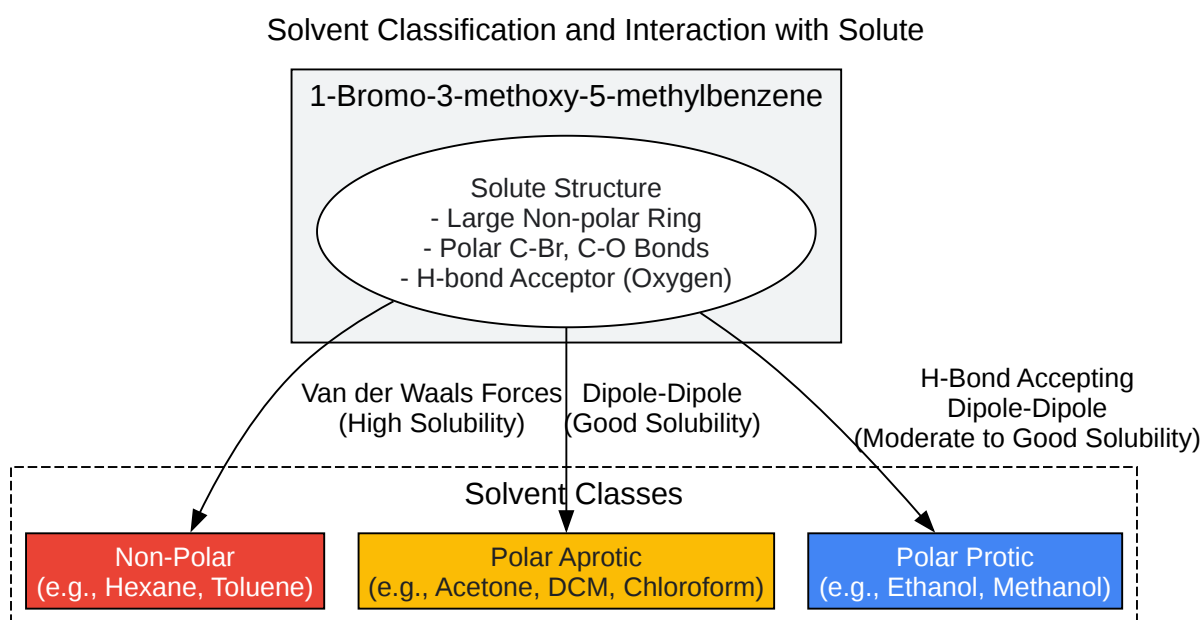 Solvent Classification and Interaction with Solute
1-Bromo-3-methoxy-5-methylbenzene
Solute Structure
- Large Non-polar Ring
- Polar C-Br, C-O Bonds
- H-bond Acceptor (Oxygen)
Van der Waals Forces
(High Solubility)
Dipole-Dipole
(Good Solubility)
H-Bond Accepting
Dipole-Dipole
(Moderate to Good Solubility)
Solvent Classes
Non-Polar
(e.g., Hexane, Toluene)
Polar Aprotic
(e.g., Acetone, DCM, Chloroform)
Polar Protic
(e.g., Ethanol, Methanol)